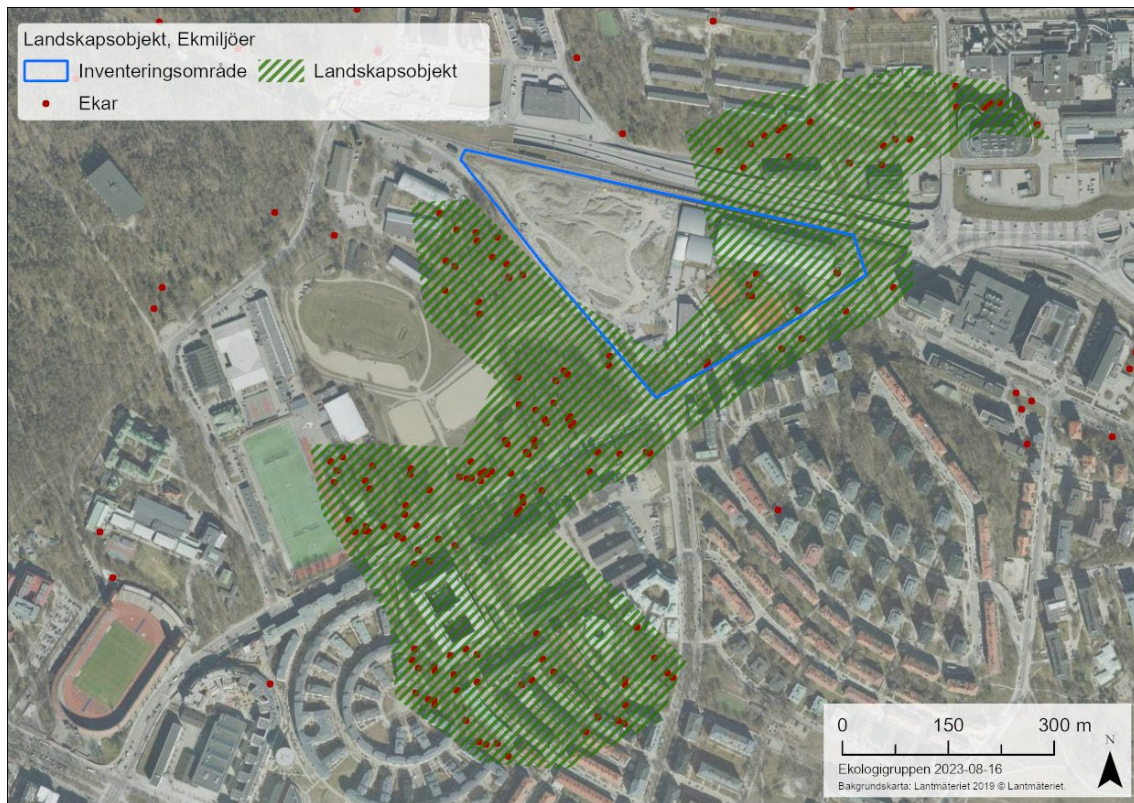 Landskapsobjekt, Ekmiljöer
Inventeringsområde
Landskapsobjekt
Ekar
0 150 300 m
N
Ekologigruppen 2023-08-16
Bakgrundskarta: Lantmäteriet 2019 © Lantmäteriet.